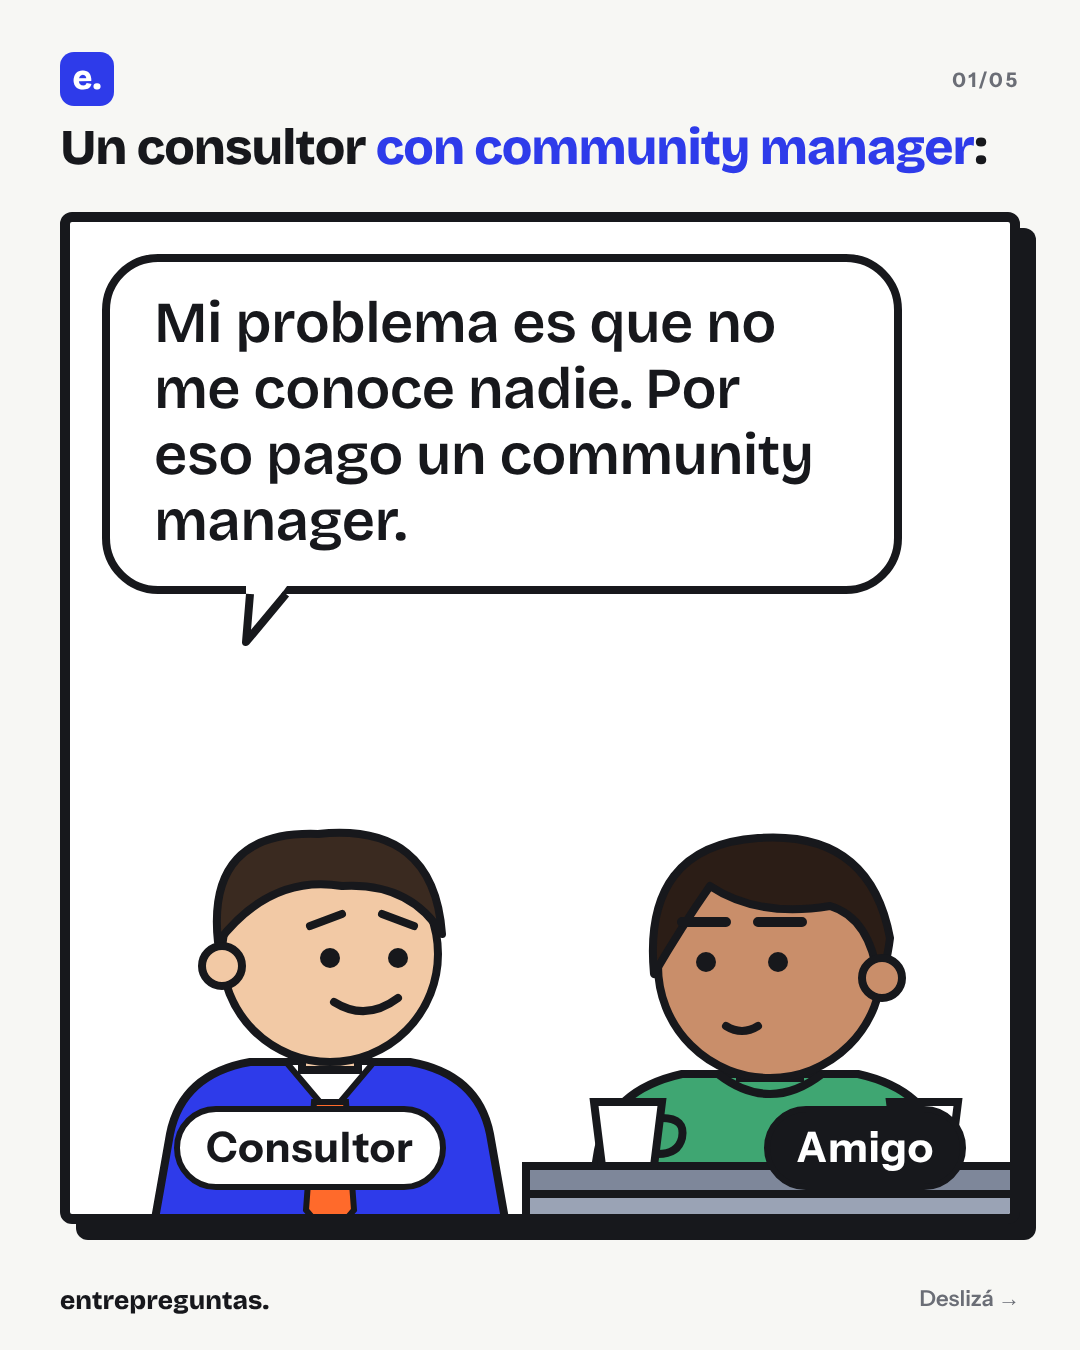 e.
01/05
Un consultor con community manager:
Mi problema es que no
me conoce nadie. Por
eso pago un community
manager.
Consultor
Amigo
entrepreguntas.
Deslizá →